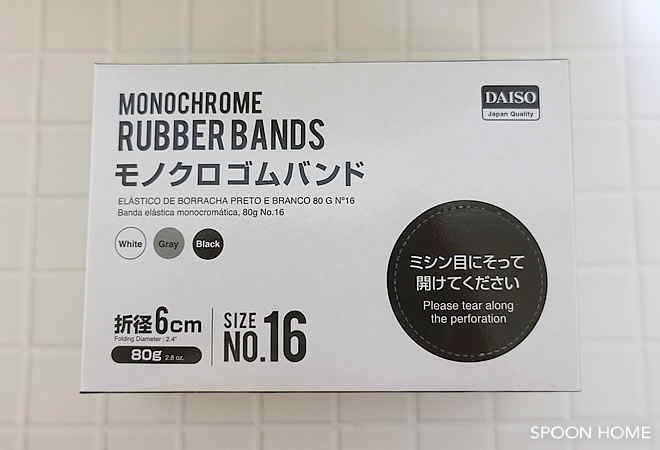 MONOCHROME
RUBBER BANDS
モノクロゴムバンド
ELÁSTICO DE BORRACHA PRETO E BRANCO 80 G Nº16
Banda elástica monocromática, 80g No.16
White Gray Black
DAISO
Japan Quality
ミシン目にそって
開けてください
Please tear along
the perforation
折径6cm
Folding Diameter : 2.4"
80g 2.8 oz.
SIZE
NO.16
SPOON HOME